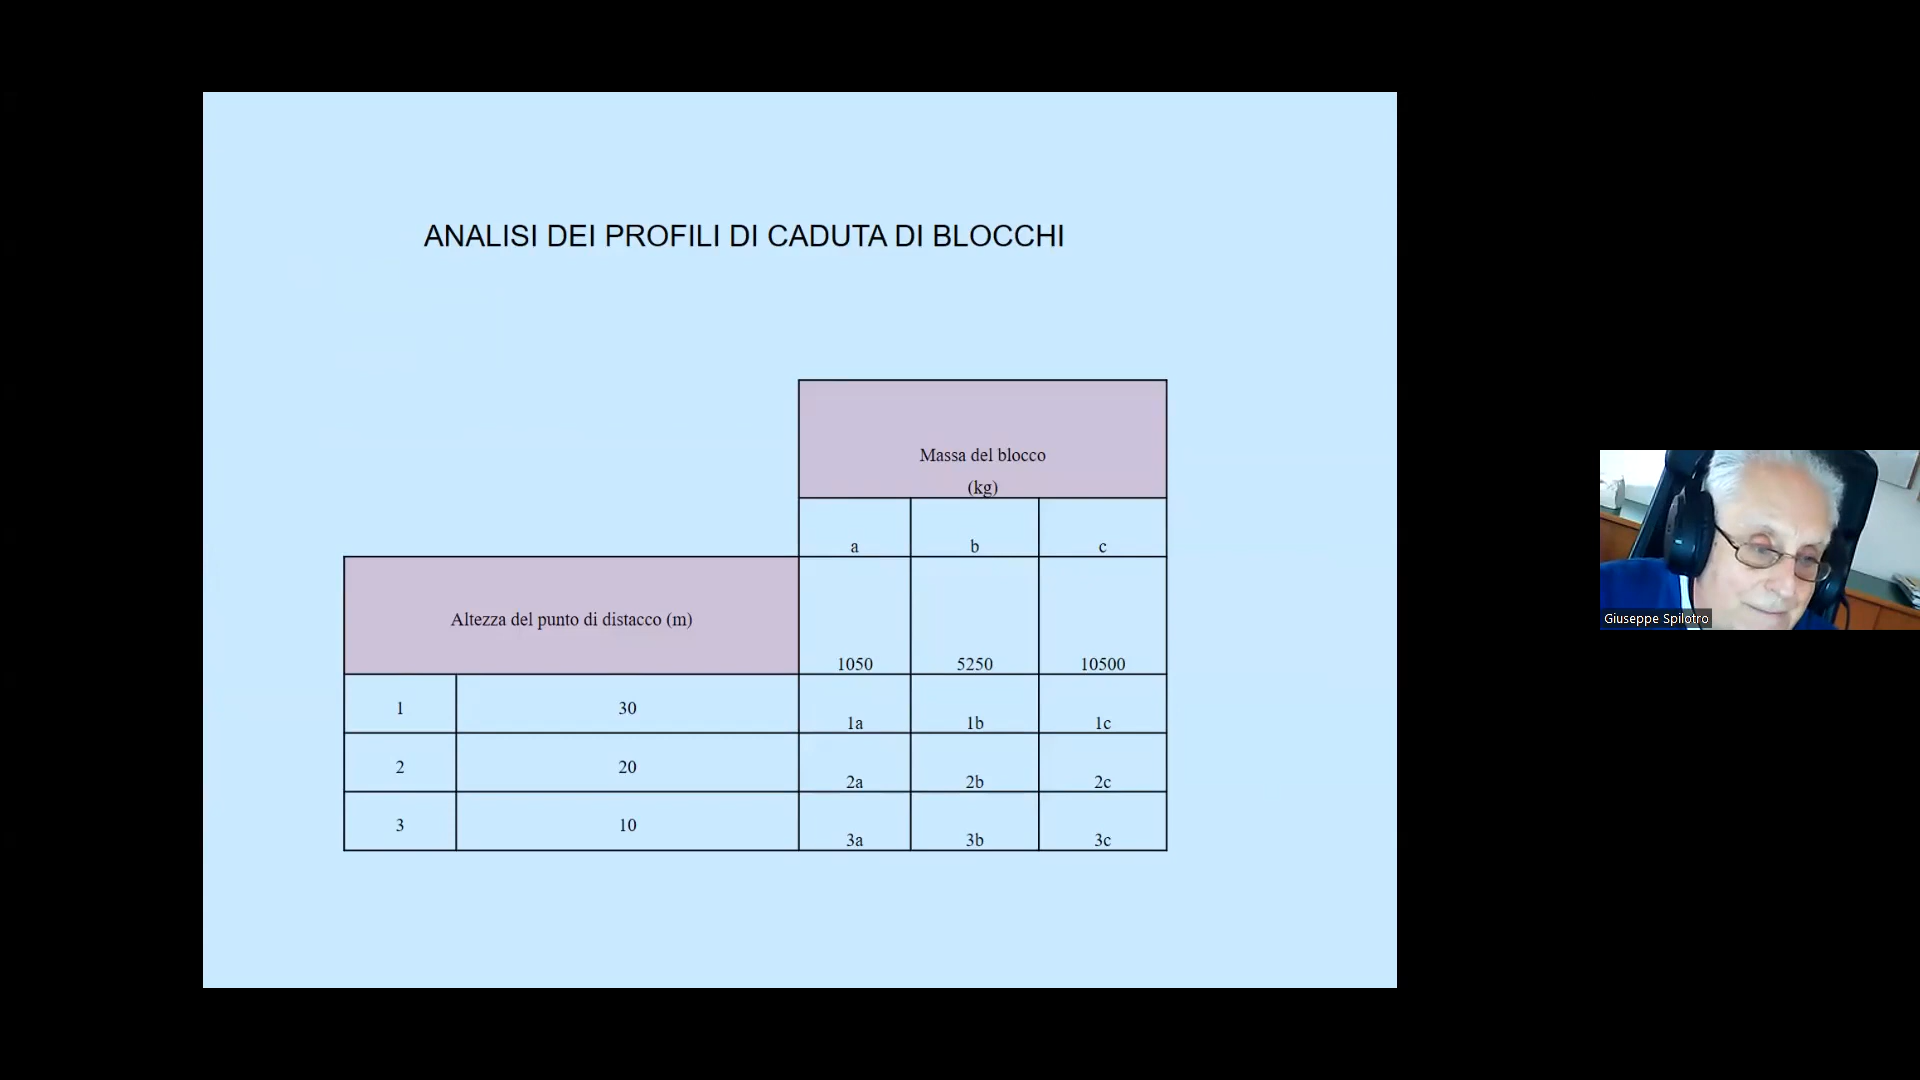 ANALISI DEI PROFILI DI CADUTA DI BLOCCHI
Massa del blocco
(kg)
a b c
Altezza del punto di distacco (m) 1050 5250 10500
1 30 1a 1b 1c
2 20 2a 2b 2c
3 10 3a 3b 3c
Giuseppe Spilotro